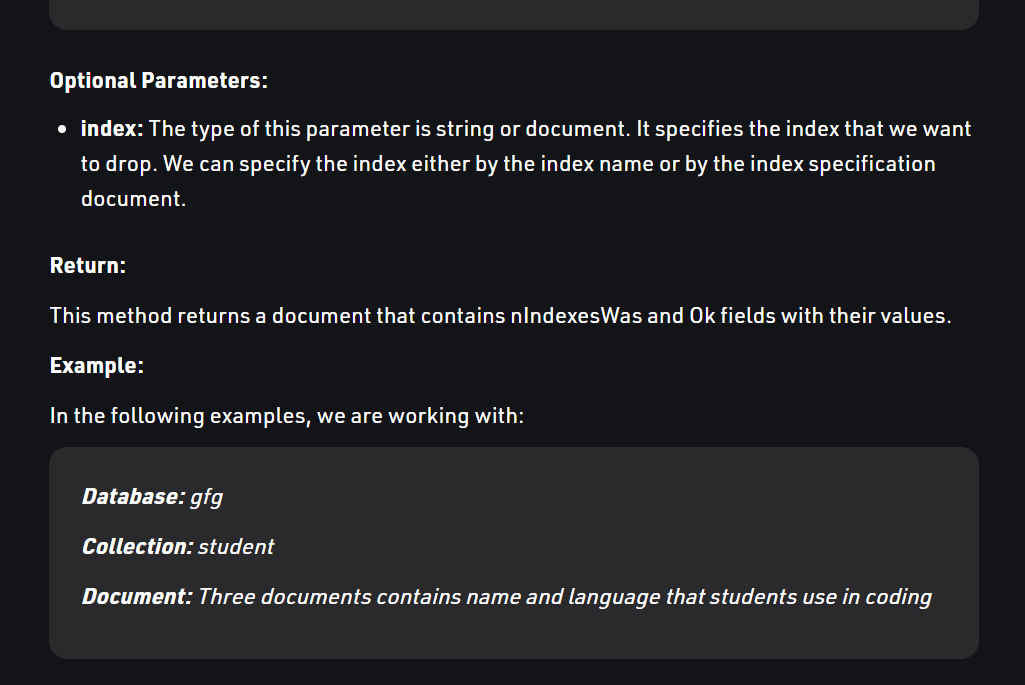 Optional Parameters:
• index: The type of this parameter is string or document. It specifies the index that we want
to drop. We can specify the index either by the index name or by the index specification
document.
Return:
This method returns a document that contains nIndexesWas and Ok fields with their values.
Example:
In the following examples, we are working with:
Database: gfg
Collection: student
Document: Three documents contains name and language that students use in coding